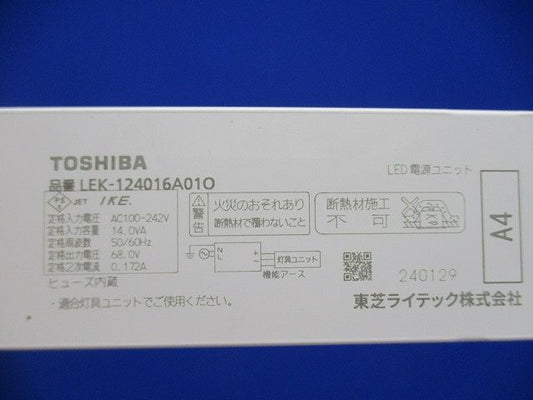 TOSHIBA
LED電源ユニット
品番 LEK-124016A01O
PS
E
JET IKE.
定格入力電圧 AC100-242V
定格入力容量 14.0VA
定格周波数 50/60Hz
定格出力電圧 68.0V
定格2次電流 0.172A
ヒューズ内蔵
・適合灯具ユニットでご使用ください。
警告
火災のおそれあり
断熱材で覆わないこと
断熱材施工
不可
N
L
+
-
灯具ユニット
機能アース
240129
東芝ライテック株式会社
A4